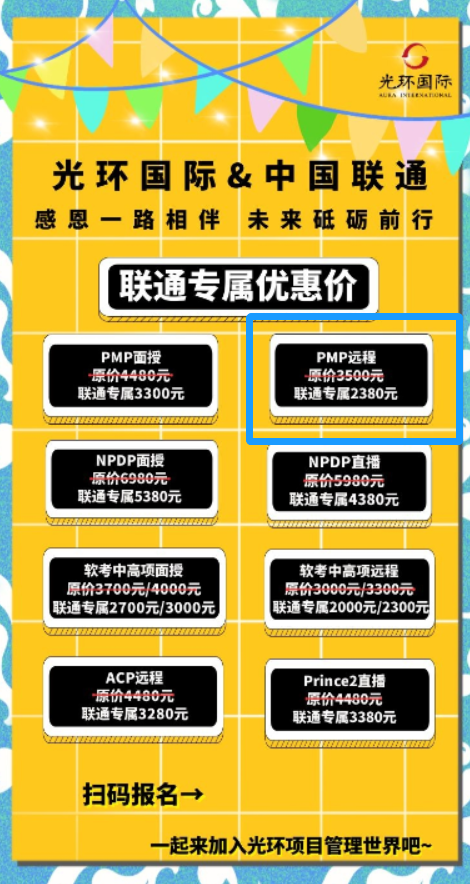 光环国际
AURA INTERNATIONAL
光环国际&中国联通
感恩一路相伴 未来砥砺前行
联通专属优惠价
PMP面授
原价4480元
联通专属3300元
PMP远程
原价3500元
联通专属2380元
NPDP面授
原价6980元
联通专属5380元
NPDP直播
原价5980元
联通专属4380元
软考中高项面授
原价3700元/4000元
联通专属2700元/3000元
软考中高项远程
原价3000元/3300元
联通专属2000元/2300元
ACP远程
原价4480元
联通专属3280元
Prince2直播
原价4480元
联通专属3380元
扫码报名→
一起来加入光环项目管理世界吧~